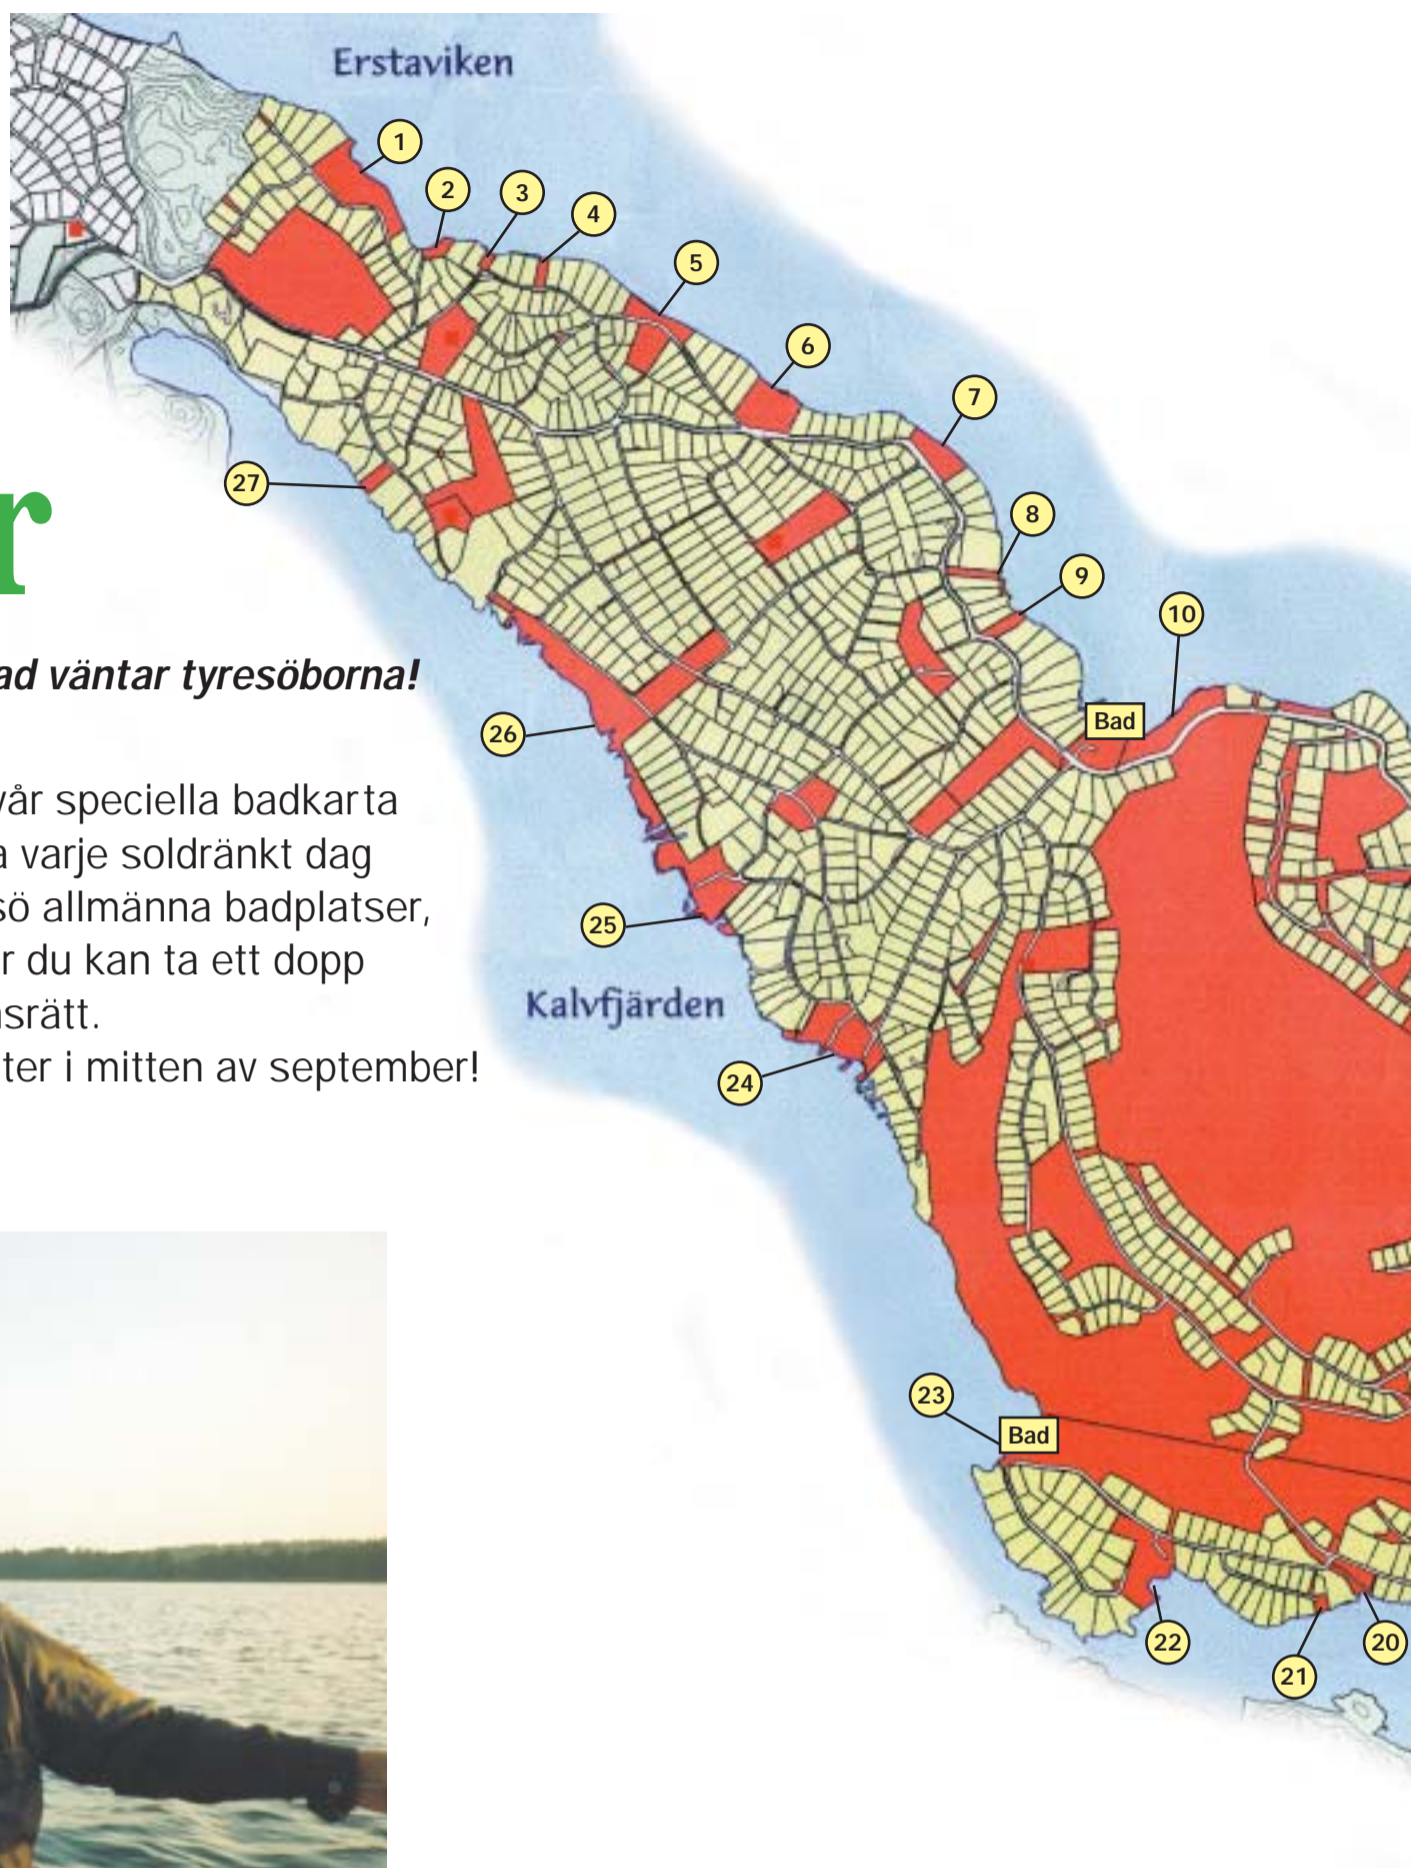 Erstaviken
1
2
3
4
5
6
7
27
r
8
9
10
ad väntar tyresöborna!
Bad
26
vår speciella badkarta
varje soldränkt dag
sö allmänna badplatser,
25
r du kan ta ett dopp
Kalvfjärden
srätt.
ter i mitten av september!
24
23
Bad
22
20
21